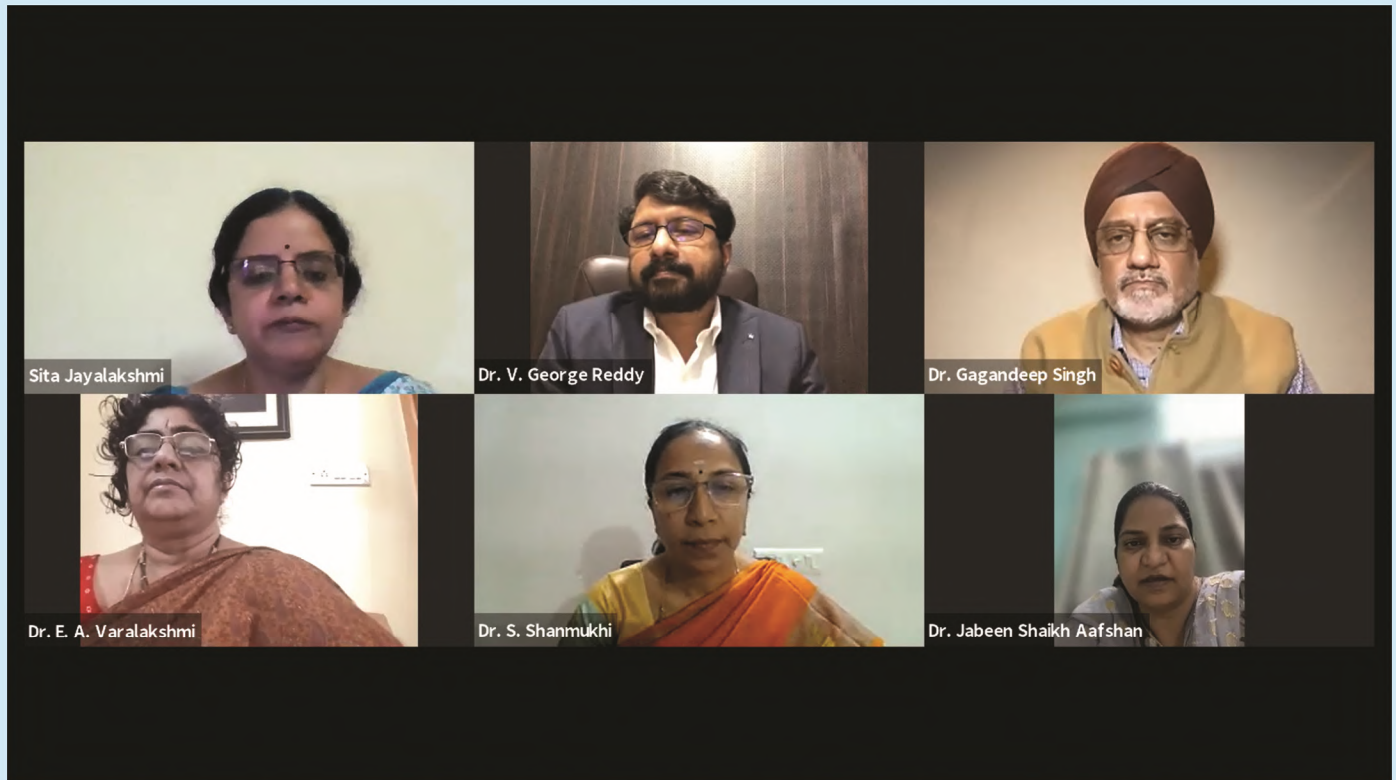 Sita Jayalakshmi
Dr. V. George Reddy
Dr. Gagandeep Singh
Dr. E. A. Varalakshmi
Dr. S. Shanmukhi
Dr. Jabeen Shaikh Aafshan